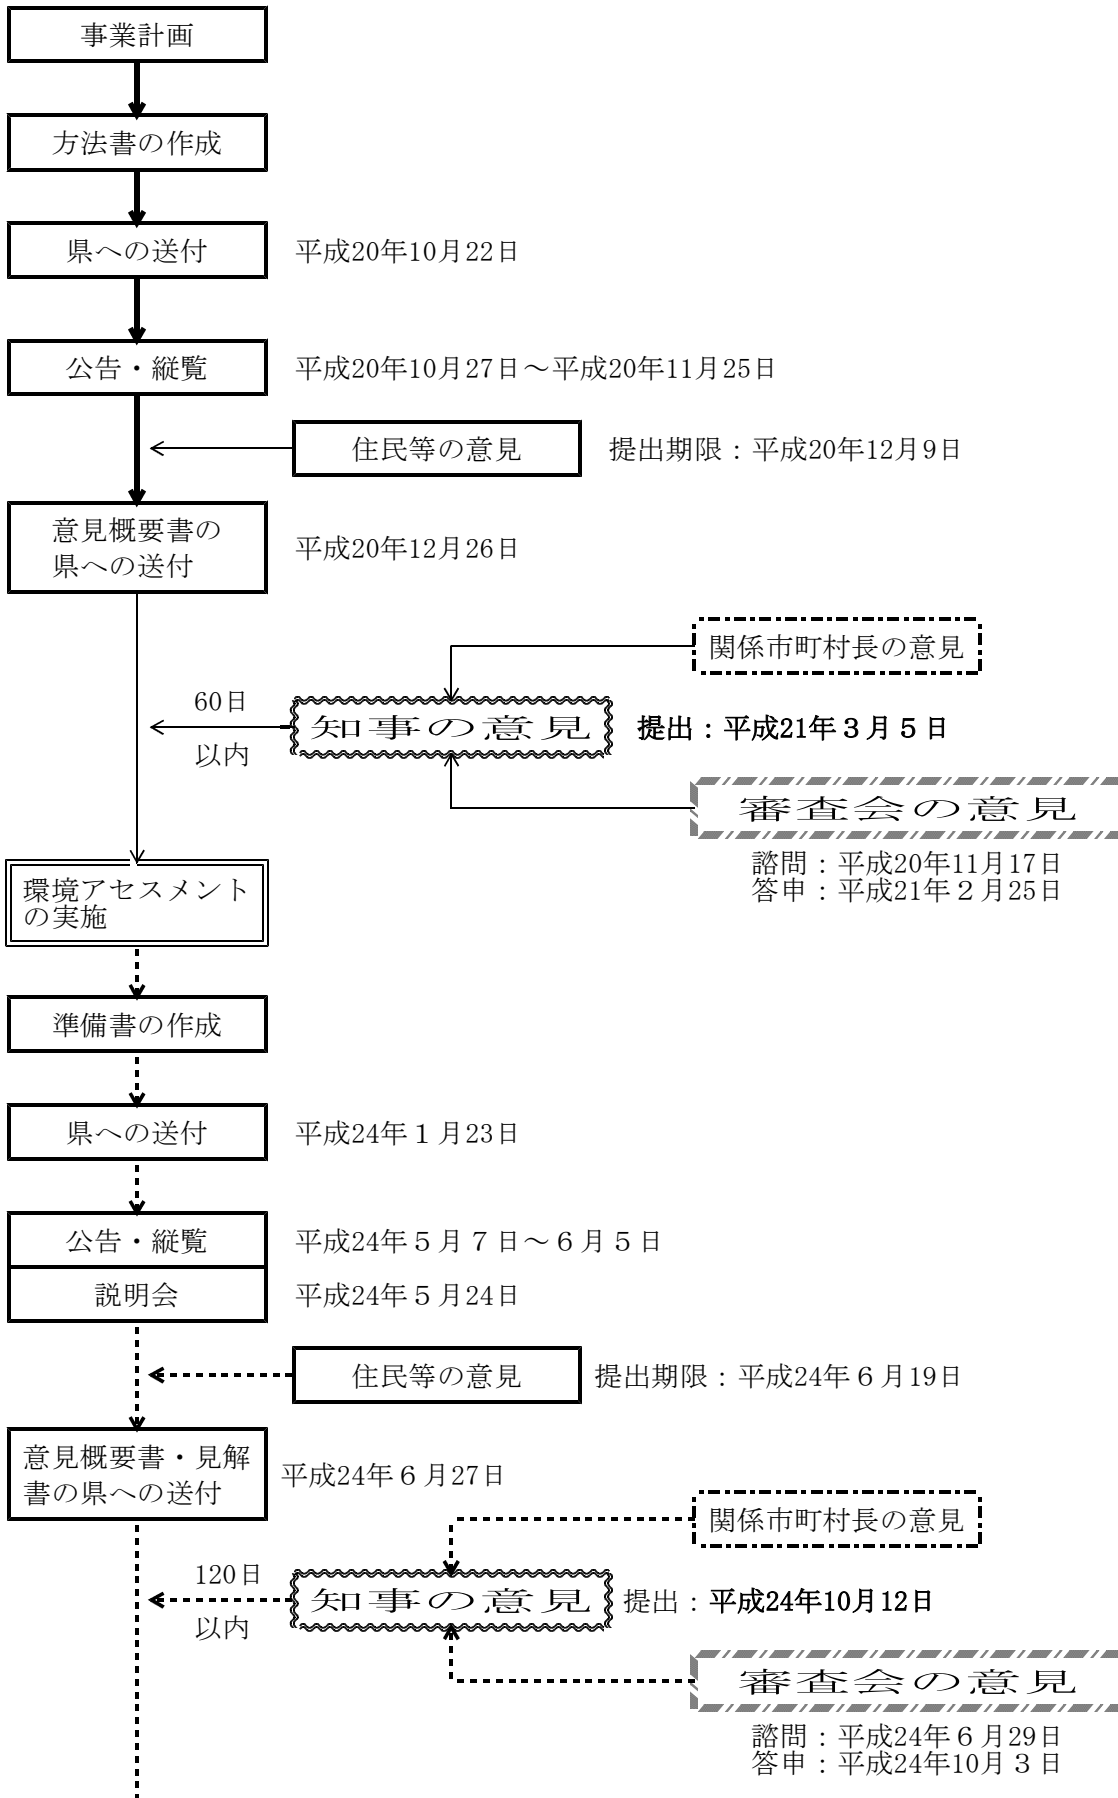 事業計画
方法書の作成
県への送付
平成20年10月22日
公告・縦覧
平成20年10月27日～平成20年11月25日
住民等の意見
提出期限：平成20年12月9日
意見概要書の
県への送付
平成20年12月26日
関係市町村長の意見
60日
以内
知事の意見
提出：平成21年３月５日
審査会の意見
諮問：平成20年11月17日
答申：平成21年２月25日
環境アセスメント
の実施
準備書の作成
県への送付
平成24年１月23日
公告・縦覧
平成24年５月７日～６月５日
説明会
平成24年５月24日
住民等の意見
提出期限：平成24年６月19日
意見概要書・見解
書の県への送付
平成24年６月27日
関係市町村長の意見
120日
以内
知事の意見
提出：平成24年10月12日
審査会の意見
諮問：平成24年６月29日
答申：平成24年10月３日